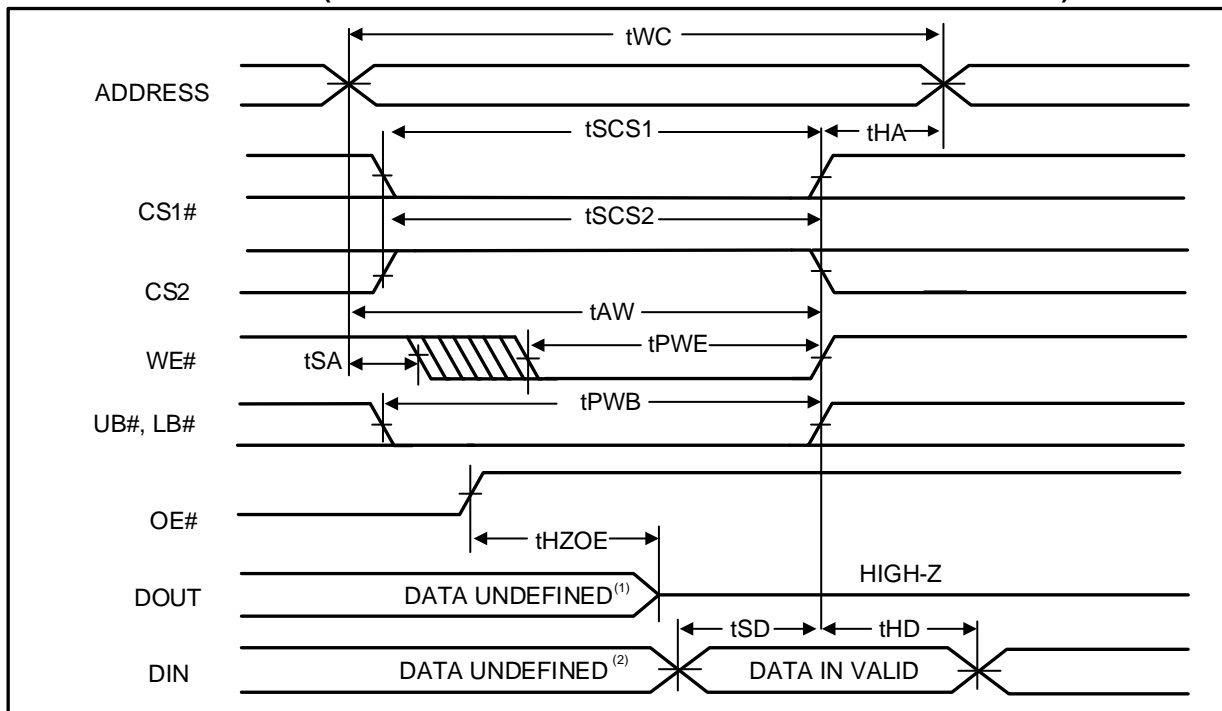 tWC
ADDRESS
tSCS1
tHA
CS1#
tSCS2
CS2
tAW
WE#
tSA
tPWE
tPWB
UB#, LB#
OE#
tHZOE
HIGH-Z
DOUT
DATA UNDEFINED(1)
tSD
tHD
DIN
DATA UNDEFINED (2)
DATA IN VALID